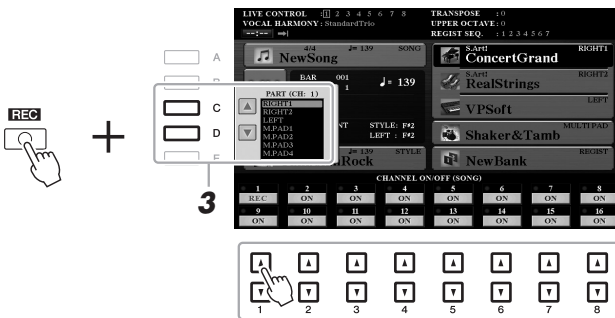 LIVE CONTROL :1 2 3 4 5 6 7 8
VOCAL HARMONY: StandardTrio
--:--
TRANSPOSE : 0
UPPER OCTAVE : 0
REGIST SEQ. : 1 2 3 4 5 6 7
4/4 ♩= 139 SONG
NewSong
BAR 001
1
♩= 139
STYLE: F#2
LEFT : F#2
♩= 139 STYLE
Rock
S.Art! RIGHT1
ConcertGrand
S.Art! RIGHT2
RealStrings
LEFT
VPSoft
MULTI PAD
Shaker&Tamb
REGIST
NewBank
A
C
D
REC
+
PART (CH: 1)
RIGHT1
RIGHT2
LEFT
M.PAD1
M.PAD2
M.PAD3
M.PAD4
3
CHANNEL ON/OFF (SONG)
1 2 3 4 5 6 7 8
REC ON ON ON ON ON ON ON
9 10 11 12 13 14 15 16
ON ON ON ON ON ON ON ON
1 2 3 4 5 6 7 8